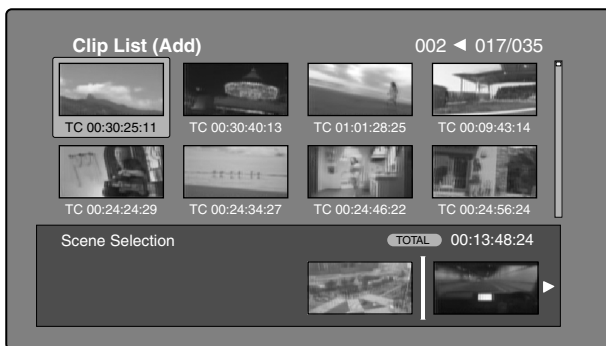 Clip List (Add) 002 ◄ 017/035
TC 00:30:25:11 TC 00:30:40:13 TC 01:01:28:25 TC 00:09:43:14
TC 00:24:24:29 TC 00:24:34:27 TC 00:24:46:22 TC 00:24:56:24
Scene Selection TOTAL 00:13:48:24